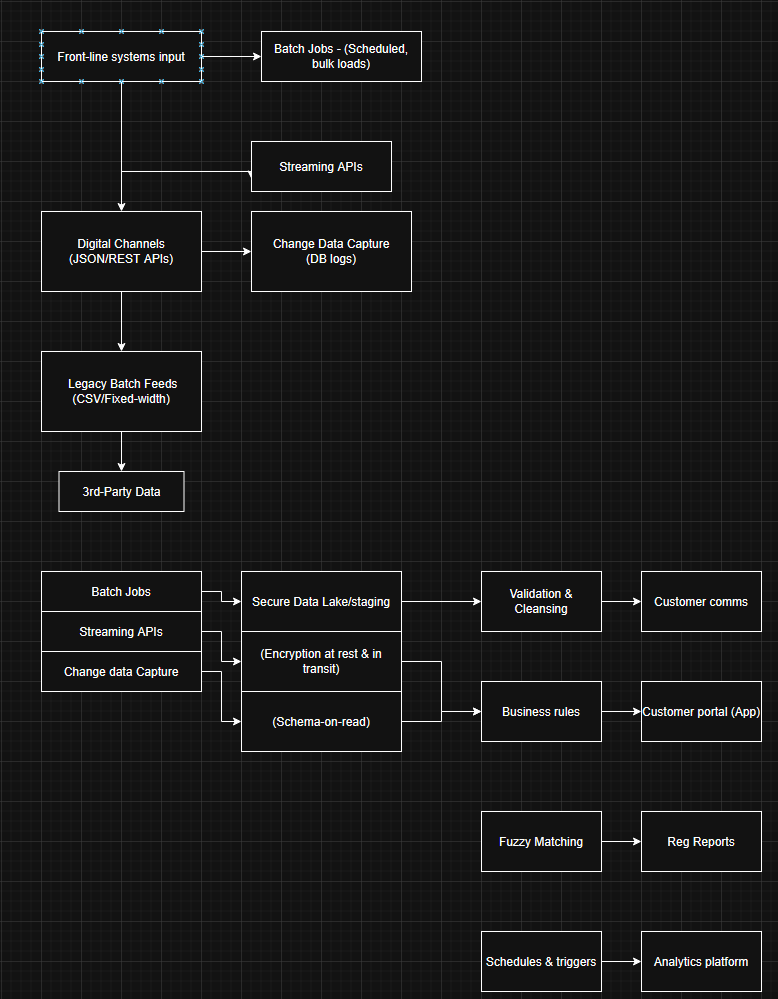 Front-line systems input
Batch Jobs - (Scheduled,
bulk loads)
Streaming APIs
Digital Channels
(JSON/REST APIs)
Change Data Capture
(DB logs)
Legacy Batch Feeds
(CSV/Fixed-width)
3rd-Party Data
Batch Jobs
Streaming APIs
Change data Capture
Secure Data Lake/staging
(Encryption at rest & in
transit)
(Schema-on-read)
Validation &
Cleansing
Customer comms
Business rules
Customer portal (App)
Fuzzy Matching
Reg Reports
Schedules & triggers
Analytics platform